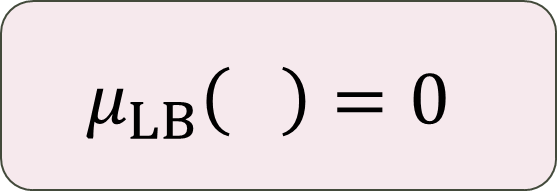 μ_LB( ) = 0